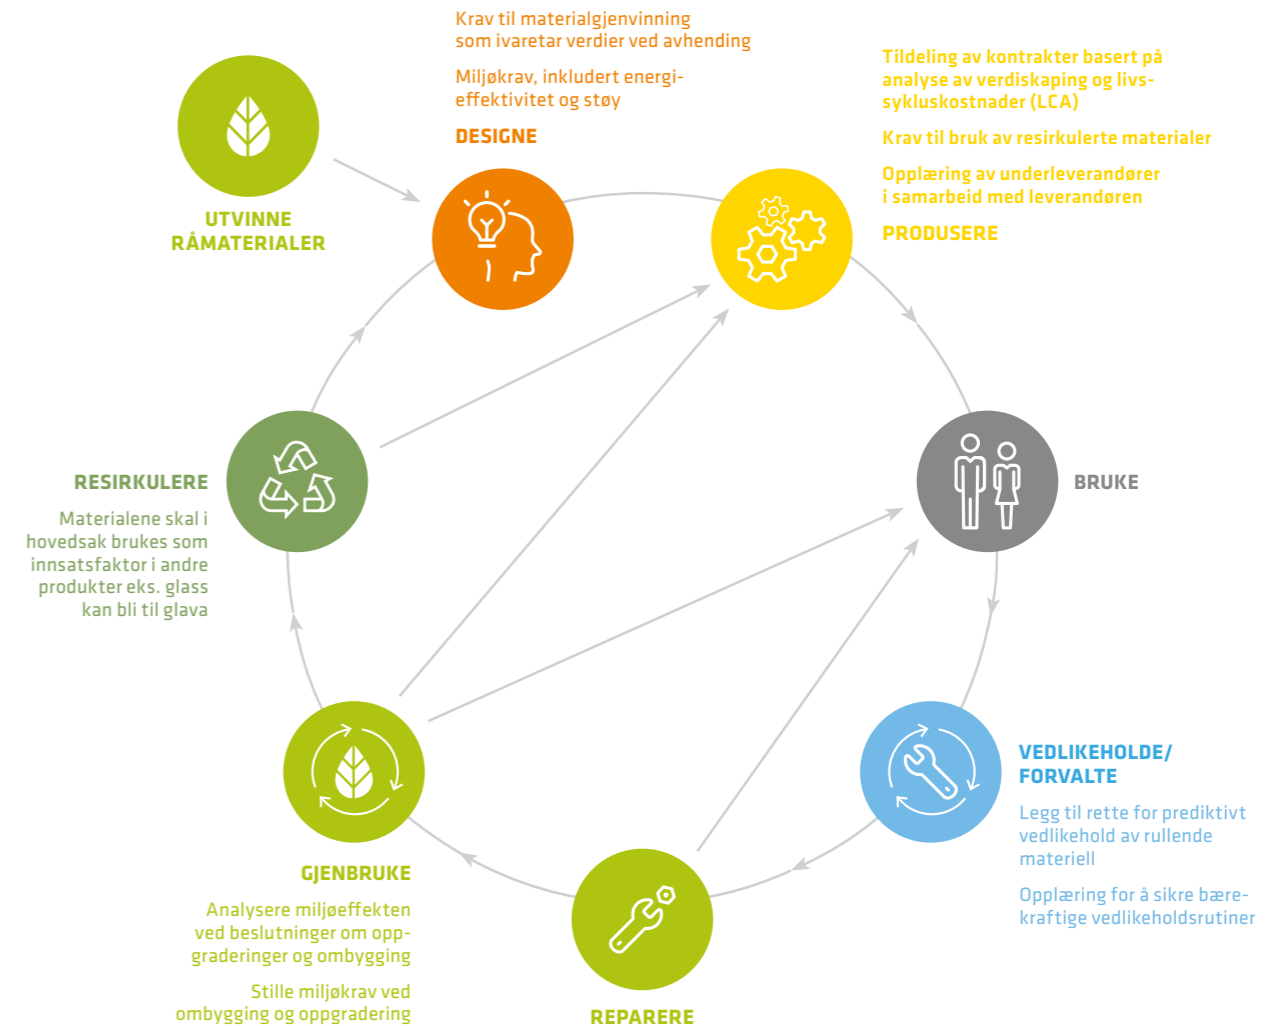 Krav til materialgjenvinning
som ivaretar verdier ved avhending
Miljøkrav, inkludert energi-
effektivitet og støy
DESIGNE
Tildeling av kontrakter basert på
analyse av verdiskaping og livs-
sykluskostnader (LCA)
Krav til bruk av resirkulerte materialer
Opplæring av underleverandører
i samarbeid med leverandøren
PRODUSERE
UTVINNE
RÅMATERIALER
RESIRKULERE
Materialene skal i
hovedsak brukes som
innsatsfaktor i andre
produkter eks. glass
kan bli til glava
BRUKE
VEDLIKEHOLDE/
FORVALTE
Legg til rette for prediktivt
vedlikehold av rullende
materiell
Opplæring for å sikre bære-
kraftige vedlikeholdsrutiner
GJENBRUKE
Analysere miljøeffekten
ved beslutninger om opp-
graderinger og ombygging
Stille miljøkrav ved
ombygging og oppgradering
REPARERE